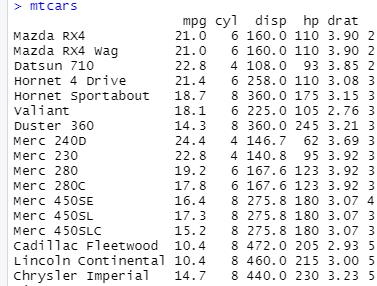 > mtcars
mpg cyl disp hp drat
Mazda RX4 21.0 6 160.0 110 3.90 2
Mazda RX4 Wag 21.0 6 160.0 110 3.90 2
Datsun 710 22.8 4 108.0 93 3.85 2
Hornet 4 Drive 21.4 6 258.0 110 3.08 3
Hornet Sportabout 18.7 8 360.0 175 3.15 3
Valiant 18.1 6 225.0 105 2.76 3
Duster 360 14.3 8 360.0 245 3.21 3
Merc 240D 24.4 4 146.7 62 3.69 3
Merc 230 22.8 4 140.8 95 3.92 3
Merc 280 19.2 6 167.6 123 3.92 3
Merc 280C 17.8 6 167.6 123 3.92 3
Merc 450SE 16.4 8 275.8 180 3.07 4
Merc 450SL 17.3 8 275.8 180 3.07 3
Merc 450SLC 15.2 8 275.8 180 3.07 3
Cadillac Fleetwood 10.4 8 472.0 205 2.93 5
Lincoln Continental 10.4 8 460.0 215 3.00 5
Chrysler Imperial 14.7 8 440.0 230 3.23 5